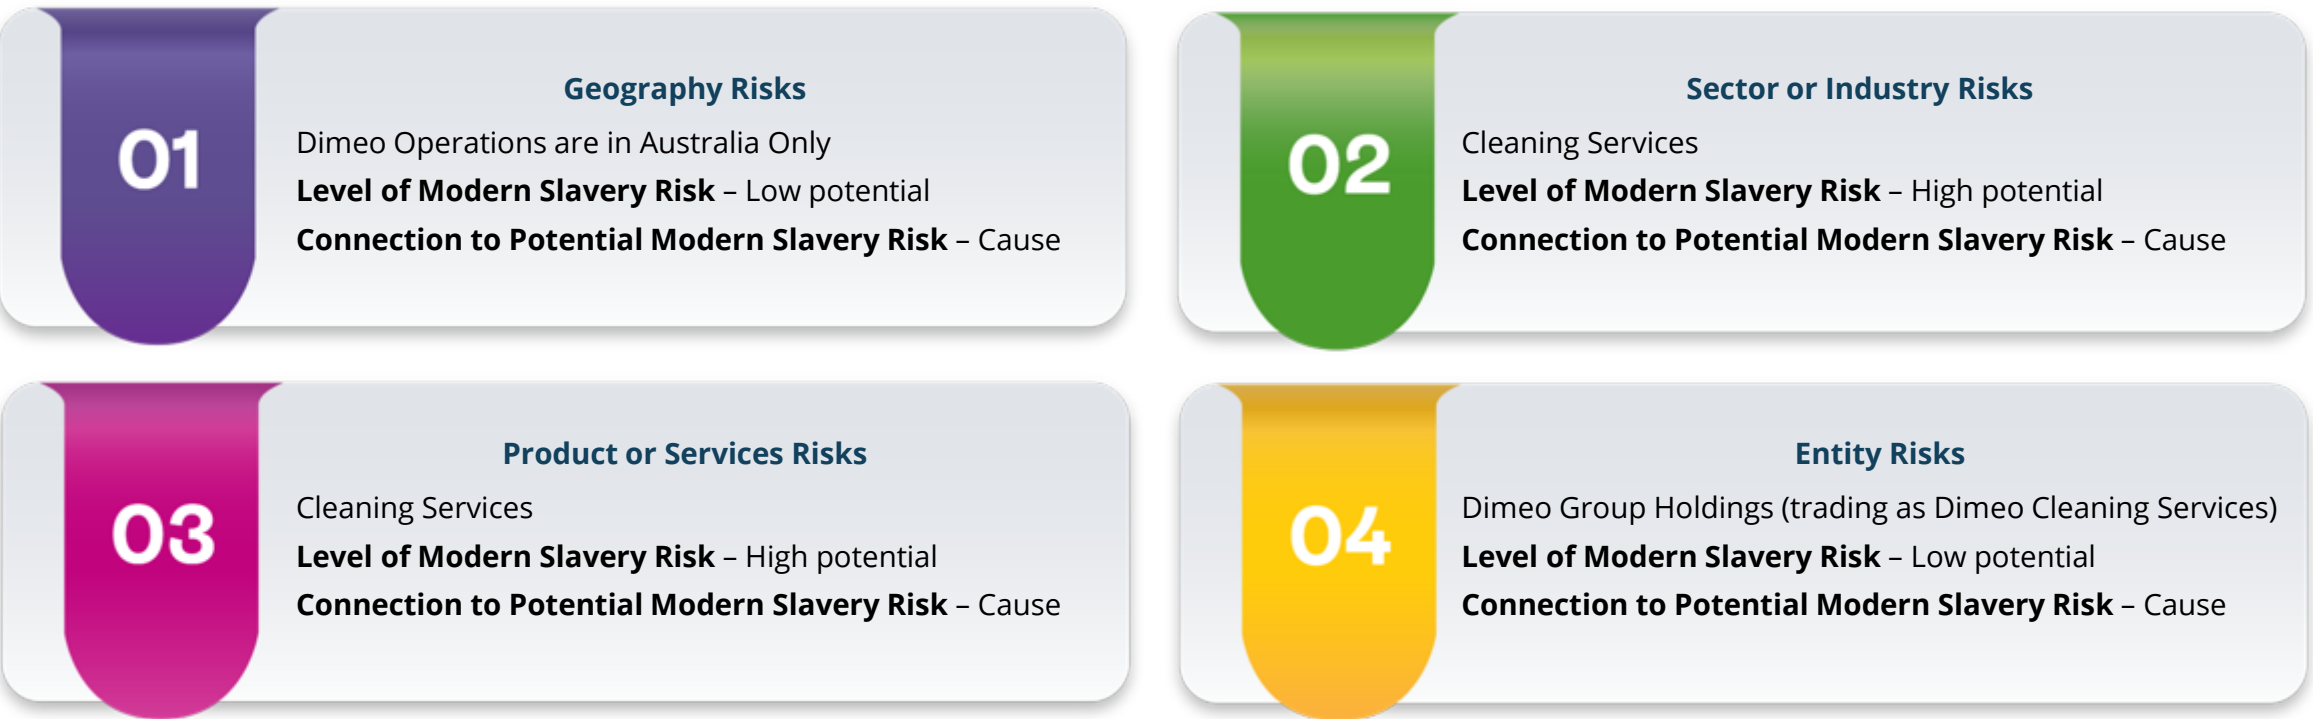 01
Geography Risks
Dimeo Operations are in Australia Only
Level of Modern Slavery Risk – Low potential
Connection to Potential Modern Slavery Risk – Cause
02
Sector or Industry Risks
Cleaning Services
Level of Modern Slavery Risk – High potential
Connection to Potential Modern Slavery Risk – Cause
03
Product or Services Risks
Cleaning Services
Level of Modern Slavery Risk – High potential
Connection to Potential Modern Slavery Risk – Cause
04
Entity Risks
Dimeo Group Holdings (trading as Dimeo Cleaning Services)
Level of Modern Slavery Risk – Low potential
Connection to Potential Modern Slavery Risk – Cause